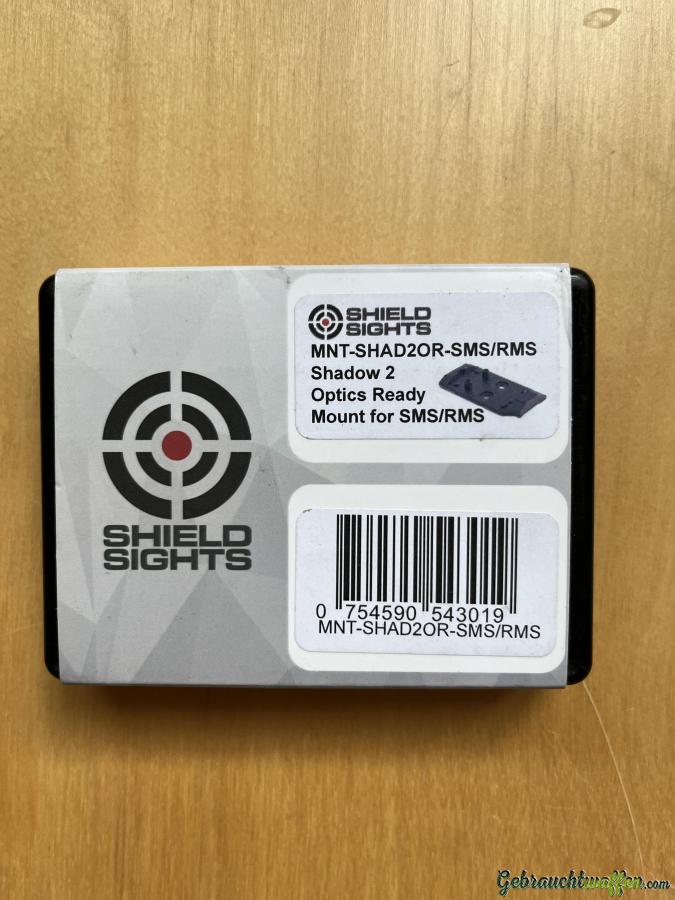 SHIELD
SIGHTS
SHIELD
SIGHTS
MNT-SHAD2OR-SMS/RMS
Shadow 2
Optics Ready
Mount for SMS/RMS
0 754590 543019
MNT-SHAD2OR-SMS/RMS
Gebrauchtwaffen.com